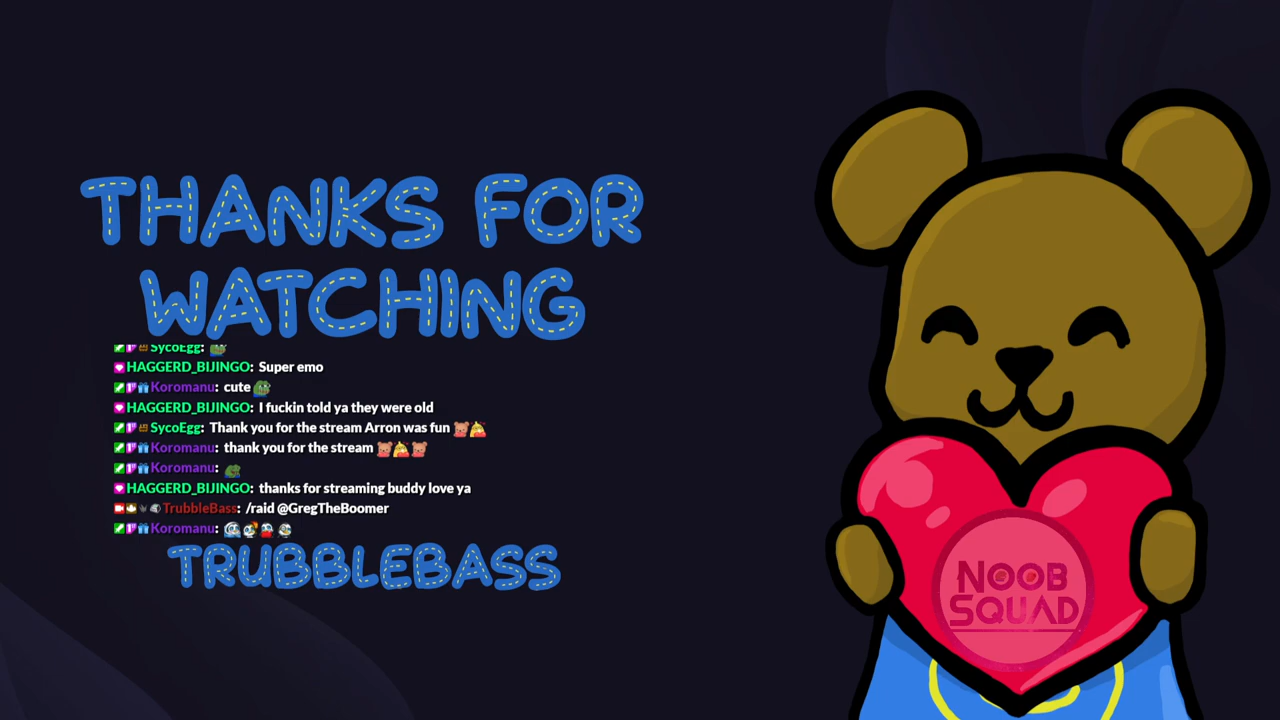 THANKS FOR
WATCHING
SycoEgg:
HAGGERD_BIJINGO: Super emo
Koromanu: cute
HAGGERD_BIJINGO: I fuckin told ya they were old
SycoEgg: Thank you for the stream Arron was fun
Koromanu: thank you for the stream
Koromanu:
HAGGERD_BIJINGO: thanks for streaming buddy love ya
TrubbleBass: /raid @GregTheBoomer
Koromanu:
TRUBBLEBASS
NOOB
SQUAD